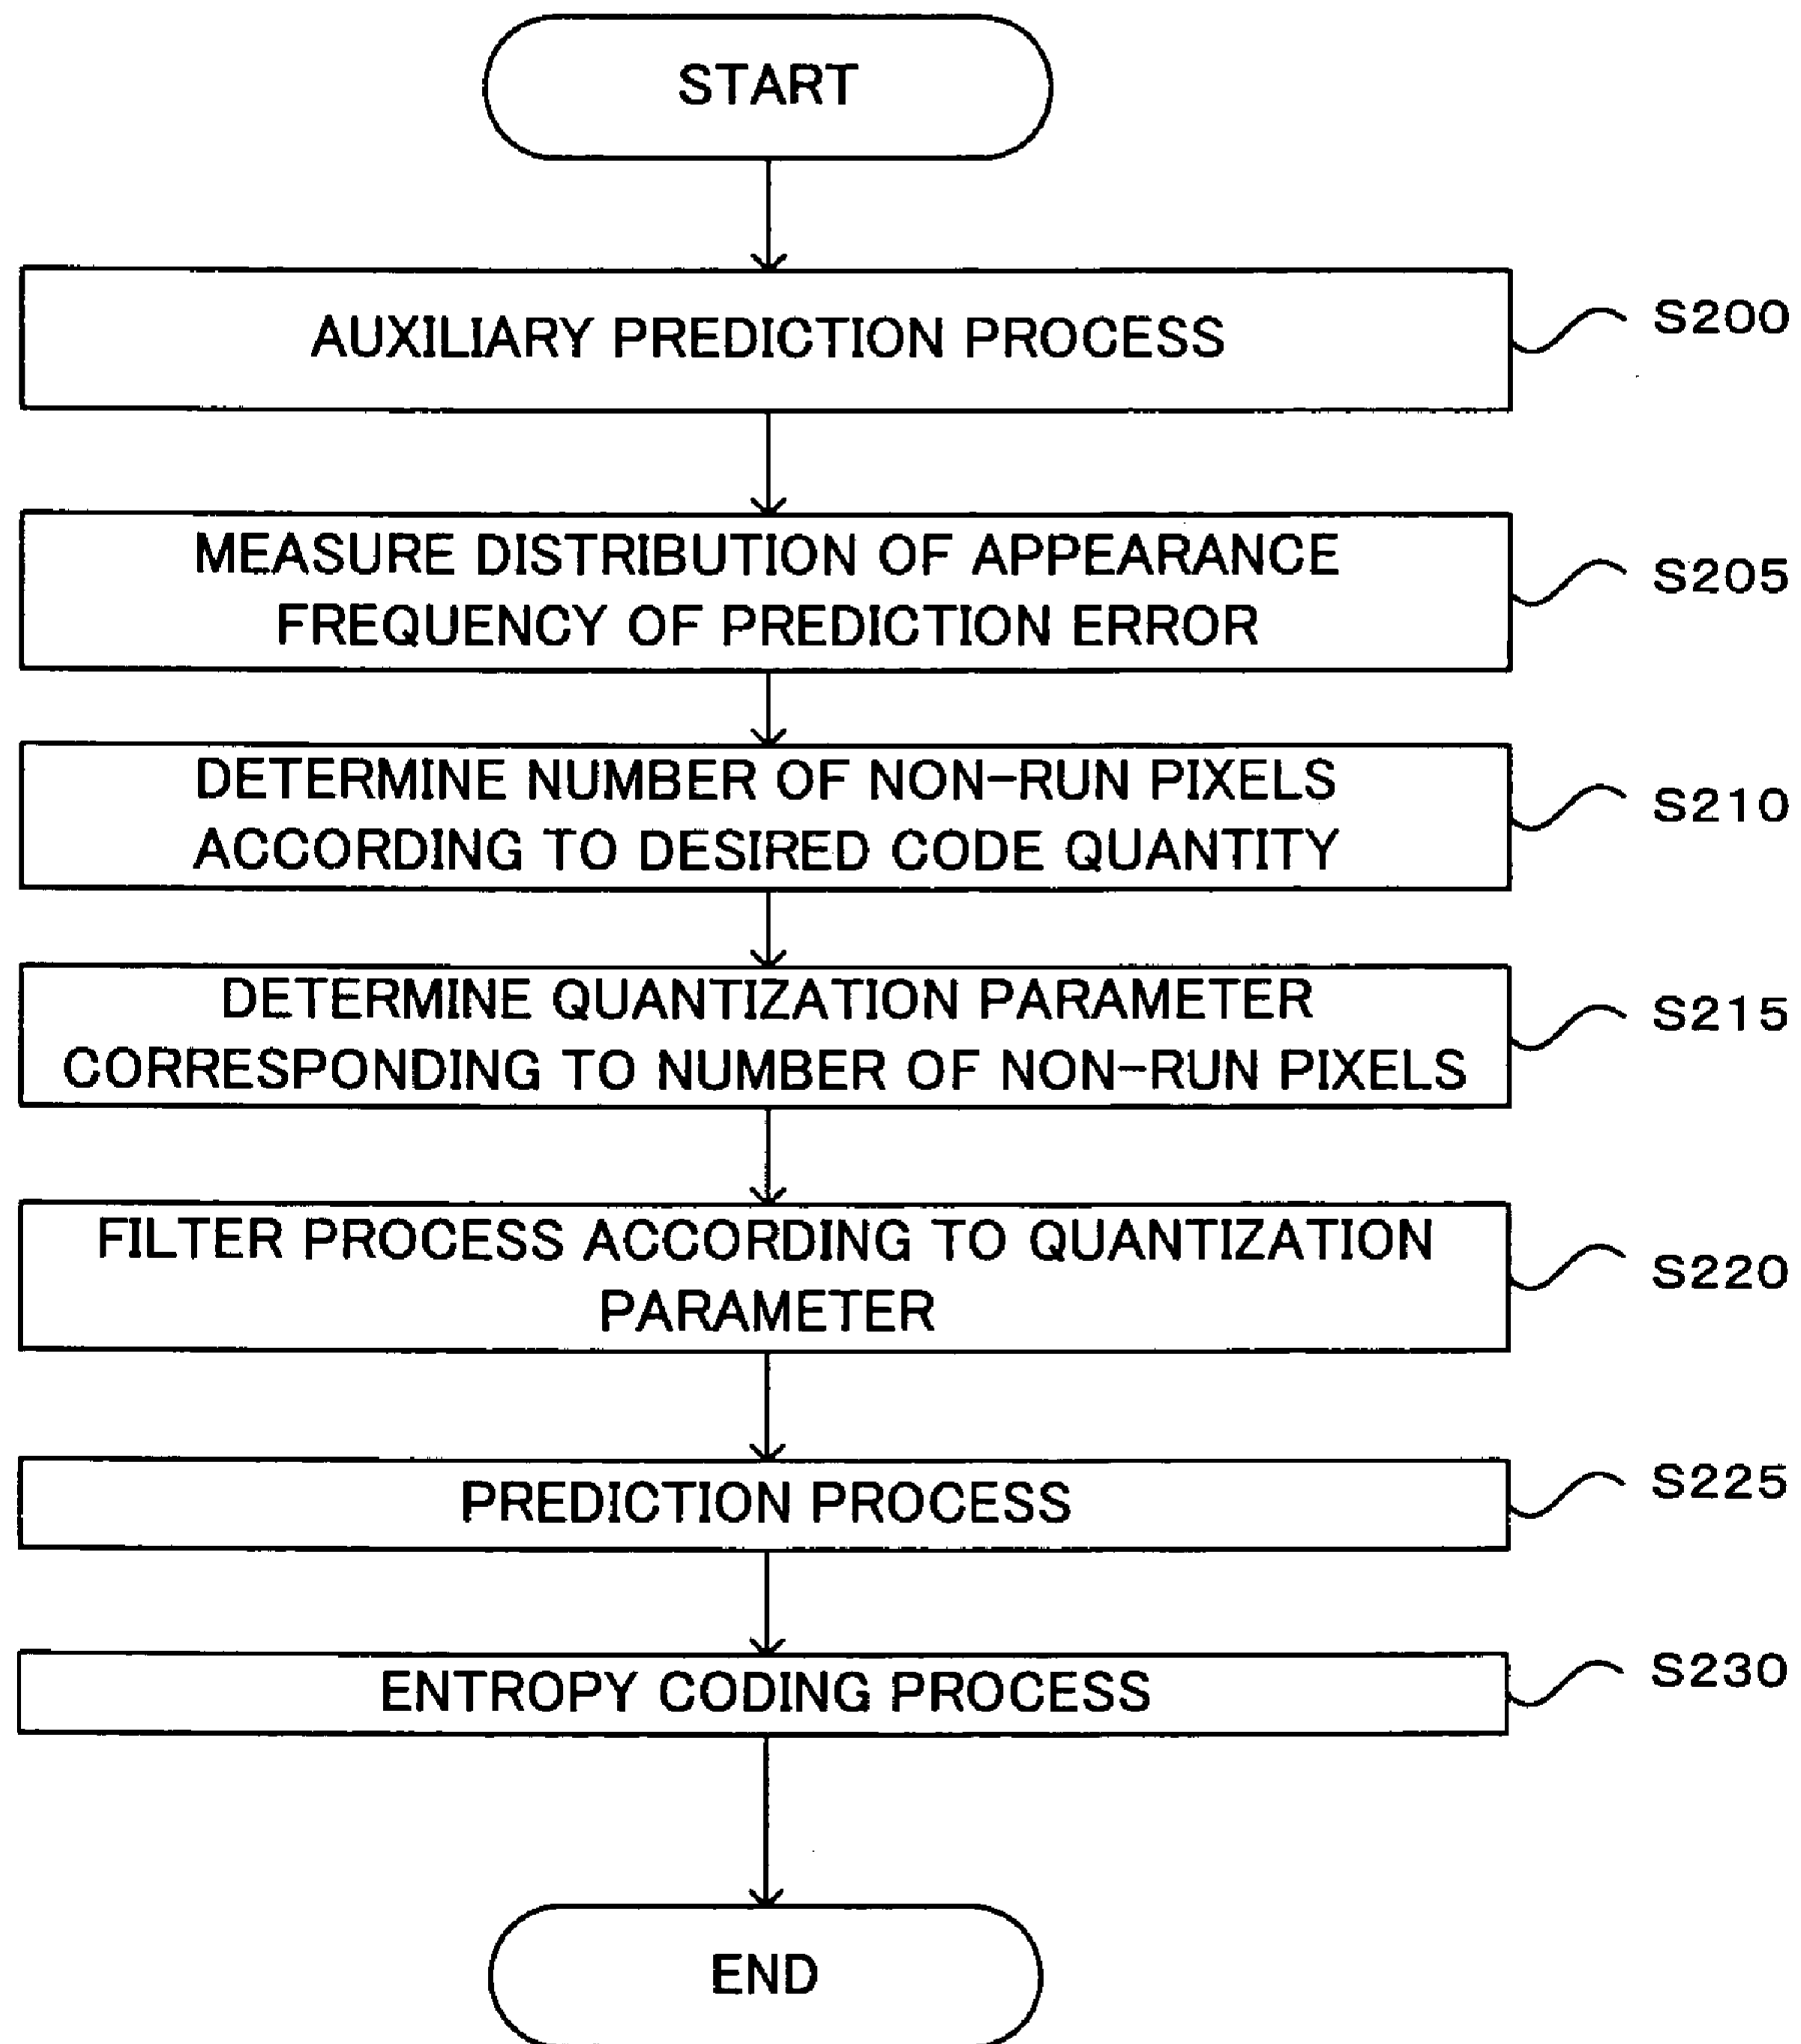 START
AUXILIARY PREDICTION PROCESS
S200
MEASURE DISTRIBUTION OF APPEARANCE
FREQUENCY OF PREDICTION ERROR
S205
DETERMINE NUMBER OF NON-RUN PIXELS
ACCORDING TO DESIRED CODE QUANTITY
S210
DETERMINE QUANTIZATION PARAMETER
CORRESPONDING TO NUMBER OF NON-RUN PIXELS
S215
FILTER PROCESS ACCORDING TO QUANTIZATION
PARAMETER
S220
PREDICTION PROCESS
S225
ENTROPY CODING PROCESS
S230
END